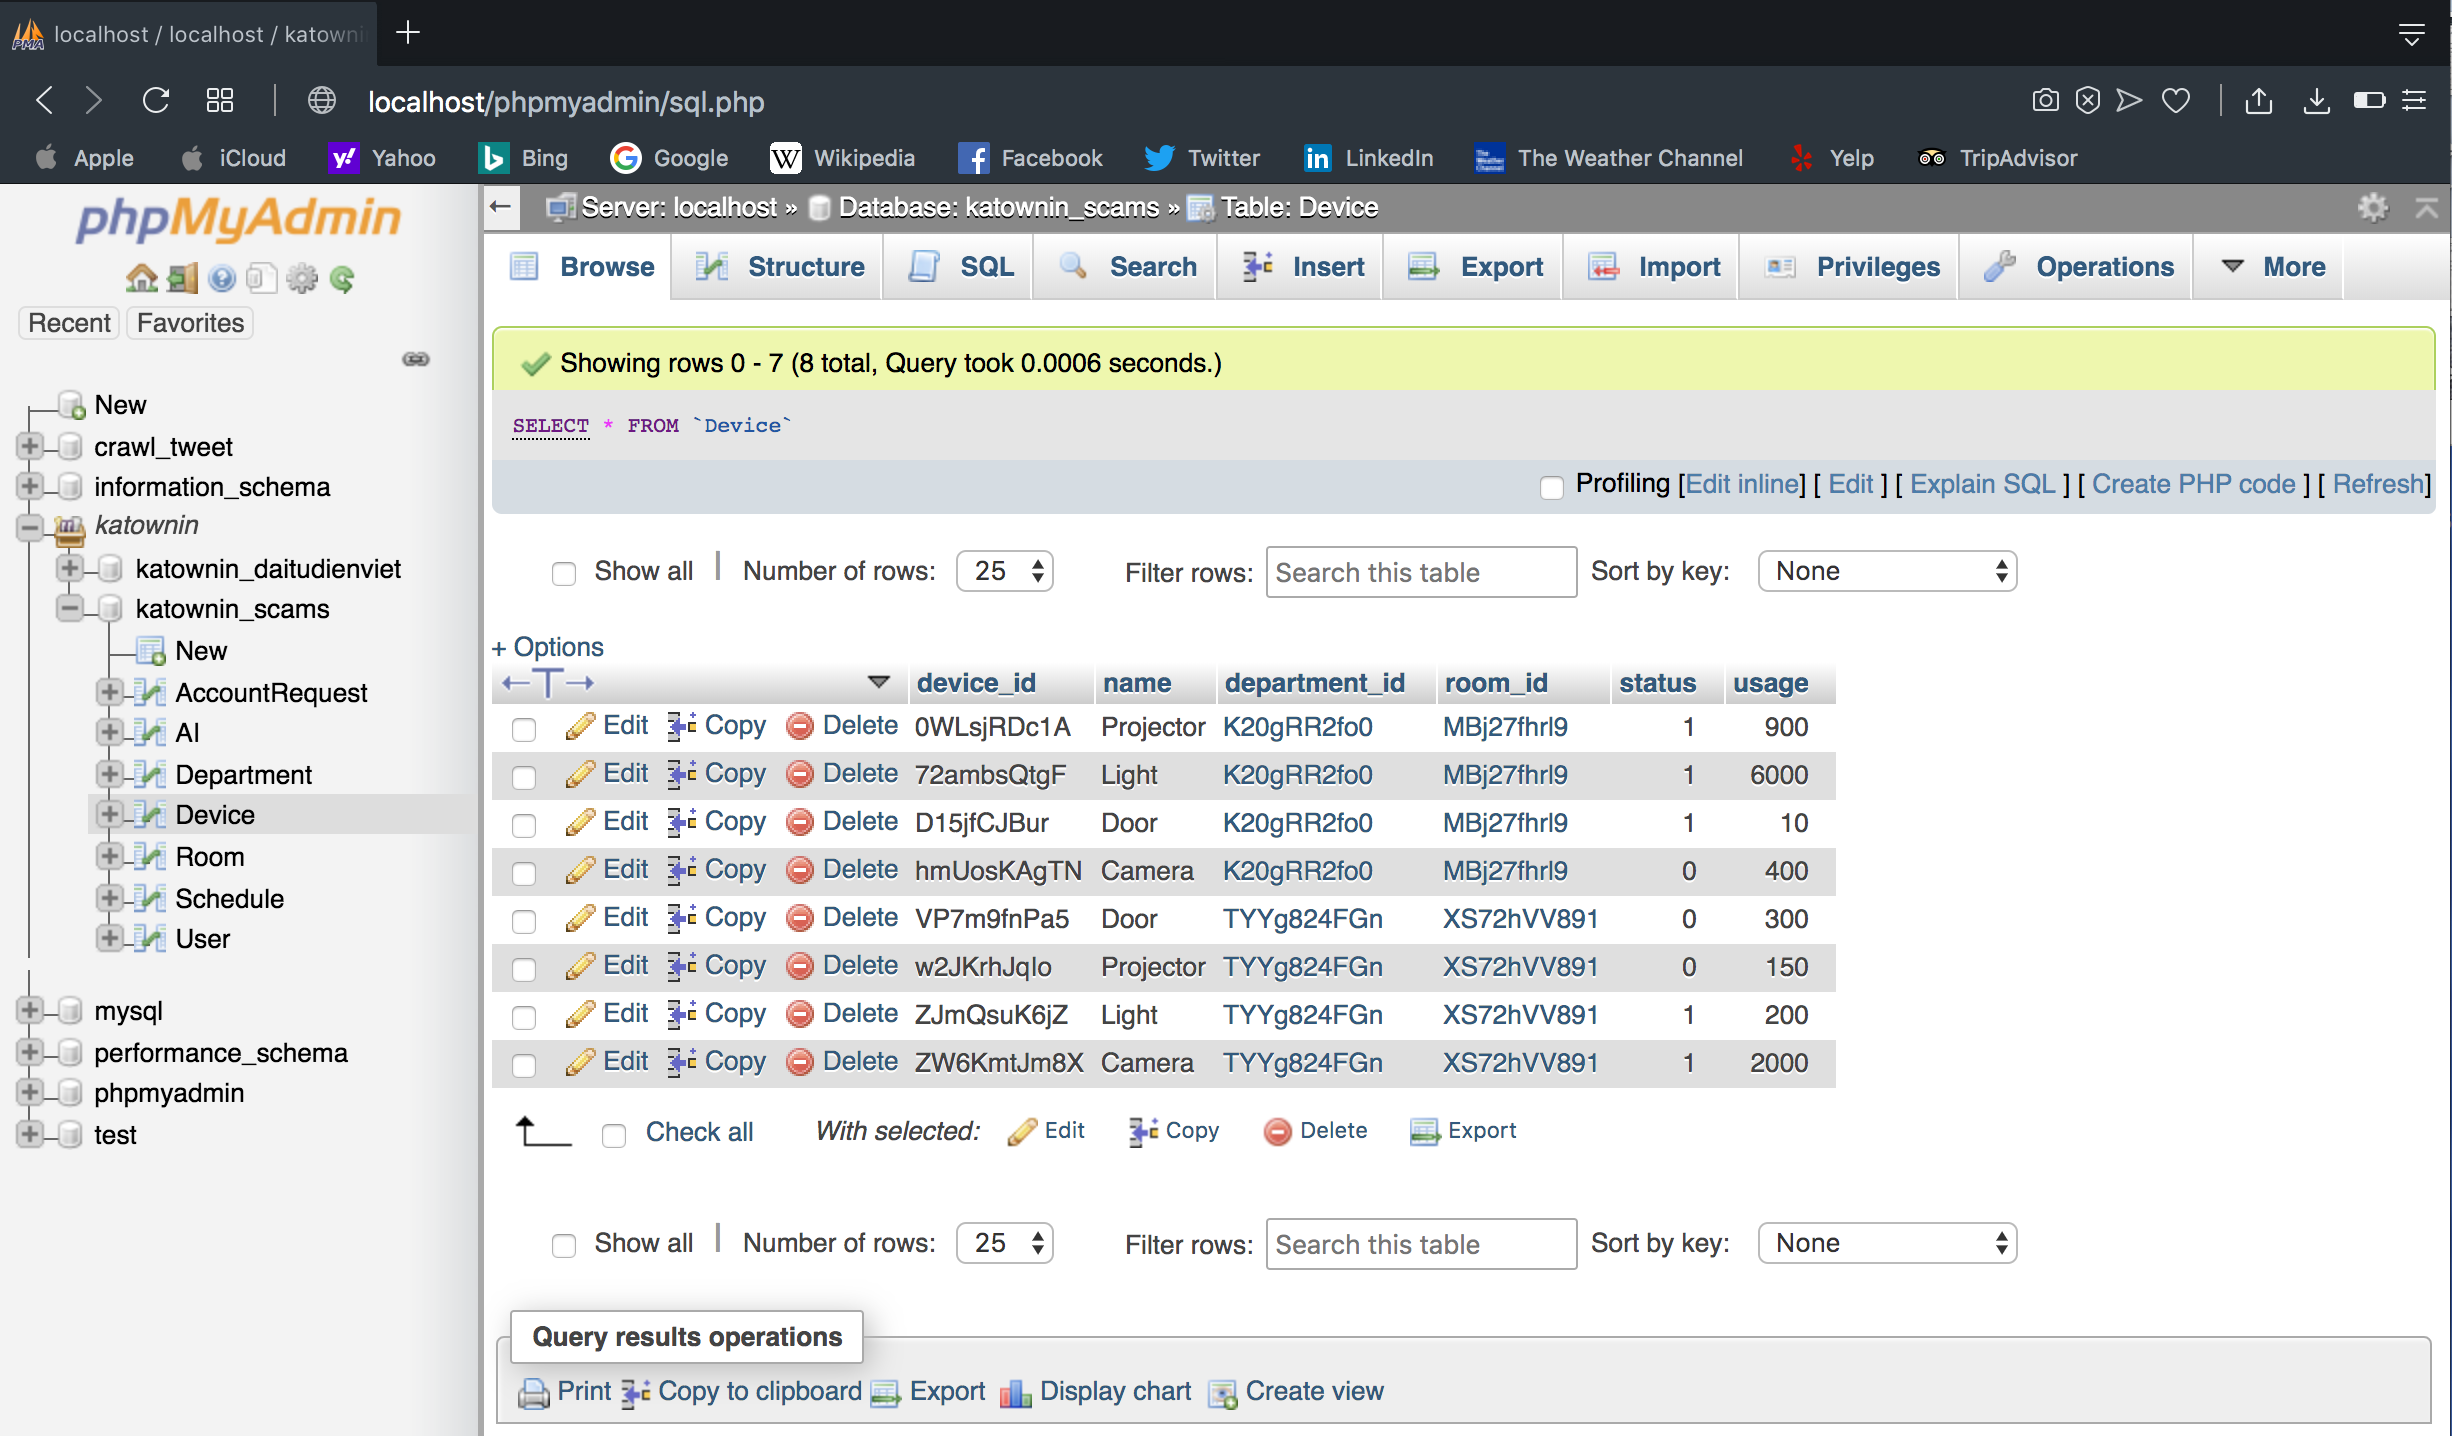 localhost / localhost / katowni
localhost/phpmyadmin/sql.php
Apple iCloud Yahoo Bing Google Wikipedia Facebook Twitter LinkedIn The Weather Channel Yelp TripAdvisor
phpMyAdmin
Recent Favorites
New
crawl_tweet
information_schema
katownin
katownin_daitudienviet
katownin_scams
New
AccountRequest
AI
Department
Device
Room
Schedule
User
mysql
performance_schema
phpmyadmin
test
Server: localhost » Database: katownin_scams » Table: Device
Browse Structure SQL Search Insert Export Import Privileges Operations More
Showing rows 0 - 7 (8 total, Query took 0.0006 seconds.)
SELECT * FROM `Device`
Profiling [Edit inline] [ Edit ] [ Explain SQL ] [ Create PHP code ] [ Refresh]
Show all | Number of rows: 25 Filter rows: Search this table Sort by key: None
+ Options
←T→ device_id name department_id room_id status usage
Edit Copy Delete 0WLsjRDc1A Projector K20gRR2fo0 MBj27fhrl9 1 900
Edit Copy Delete 72ambsQtgF Light K20gRR2fo0 MBj27fhrl9 1 6000
Edit Copy Delete D15jfCJBur Door K20gRR2fo0 MBj27fhrl9 1 10
Edit Copy Delete hmUosKAgTN Camera K20gRR2fo0 MBj27fhrl9 0 400
Edit Copy Delete VP7m9fnPa5 Door TYYg824FGn XS72hVV891 0 300
Edit Copy Delete w2JKrhJqIo Projector TYYg824FGn XS72hVV891 0 150
Edit Copy Delete ZJmQsuK6jZ Light TYYg824FGn XS72hVV891 1 200
Edit Copy Delete ZW6KmtJm8X Camera TYYg824FGn XS72hVV891 1 2000
Check all With selected: Edit Copy Delete Export
Show all | Number of rows: 25 Filter rows: Search this table Sort by key: None
Query results operations
Print Copy to clipboard Export Display chart Create view